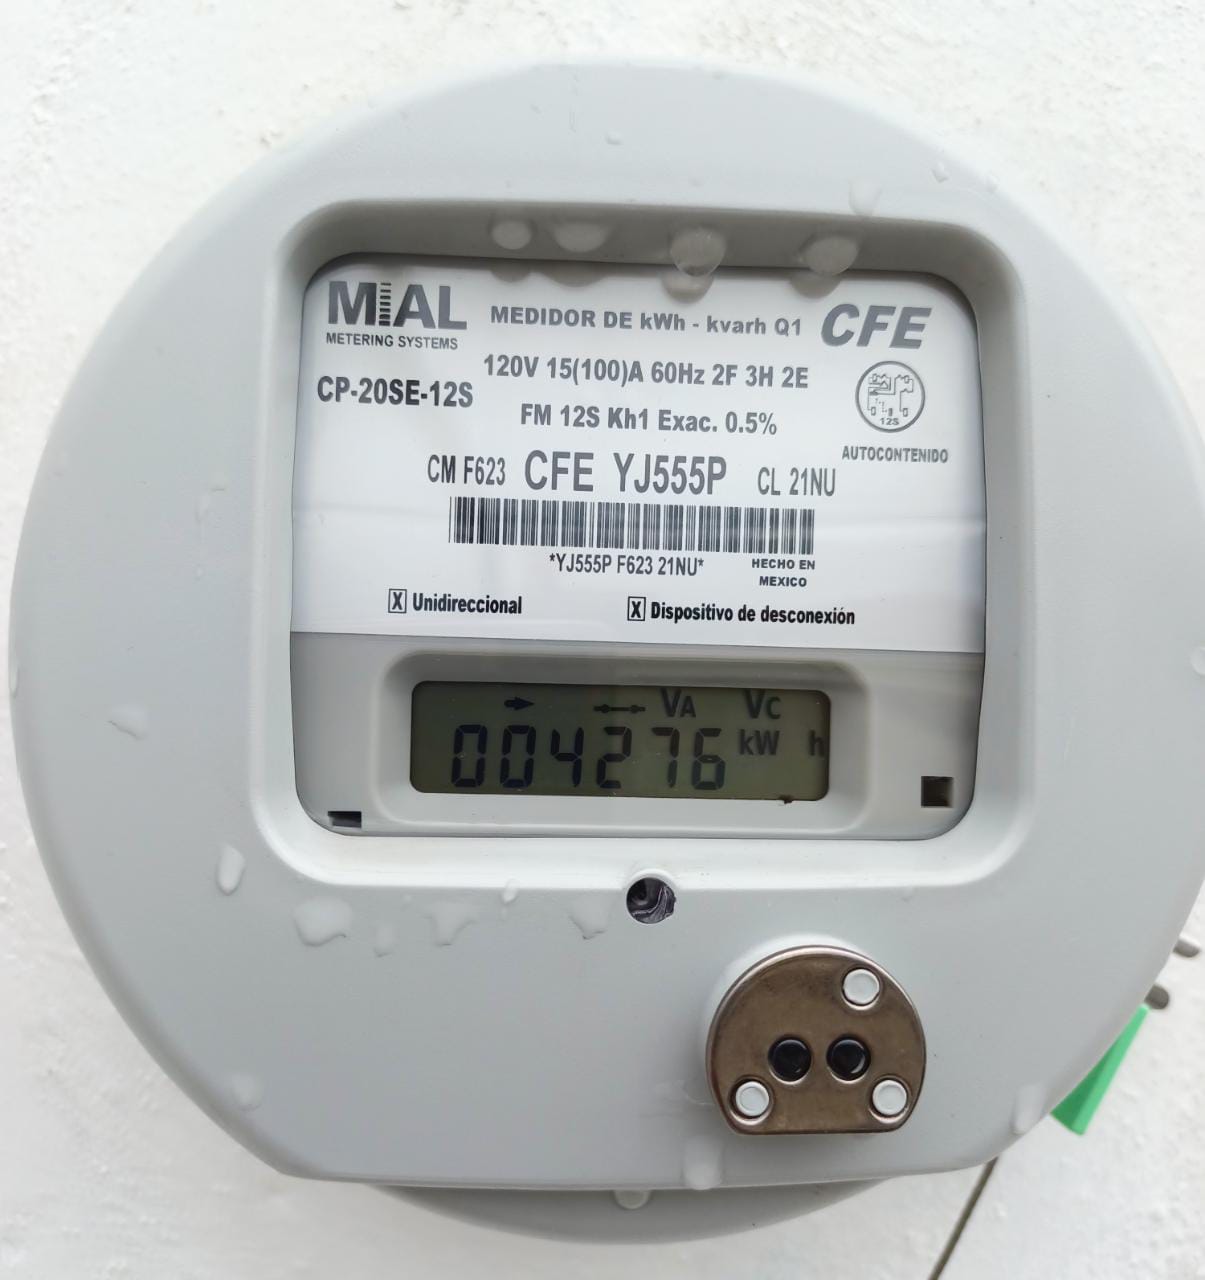 MIAL
METERING SYSTEMS
MEDIDOR DE kWh - kvarh Q1
CFE
120V 15(100)A 60Hz 2F 3H 2E
CP-20SE-12S
FM 12S Kh1 Exac. 0.5%
12S
AUTOCONTENIDO
CM F623 CFE YJ555P CL 21NU
*YJ555P F623 21NU*
HECHO EN
MEXICO
X Unidireccional
X Dispositivo de desconexión
VA VC
004276 kW h